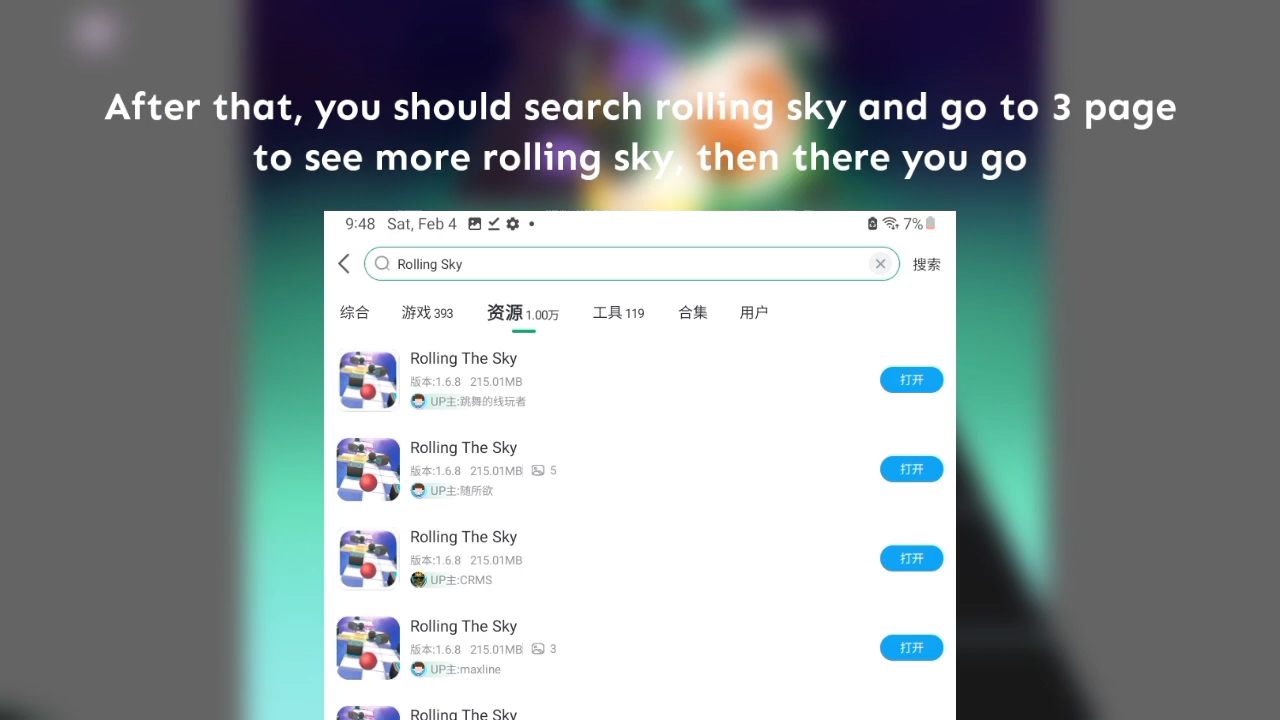 After that, you should search rolling sky and go to 3 page
to see more rolling sky, then there you go
9:48 Sat, Feb 4 7%
Rolling Sky 搜索
综合 游戏 393 资源 1.00万 工具 119 合集 用户
Rolling The Sky
版本:1.6.8 215.01MB
打开
UP主:跳舞的线玩者
Rolling The Sky
版本:1.6.8 215.01MB 5
打开
UP主:随所欲
Rolling The Sky
版本:1.6.8 215.01MB
打开
UP主:CRMS
Rolling The Sky
版本:1.6.8 215.01MB 3
打开
UP主:maxline
Rolling The Sky